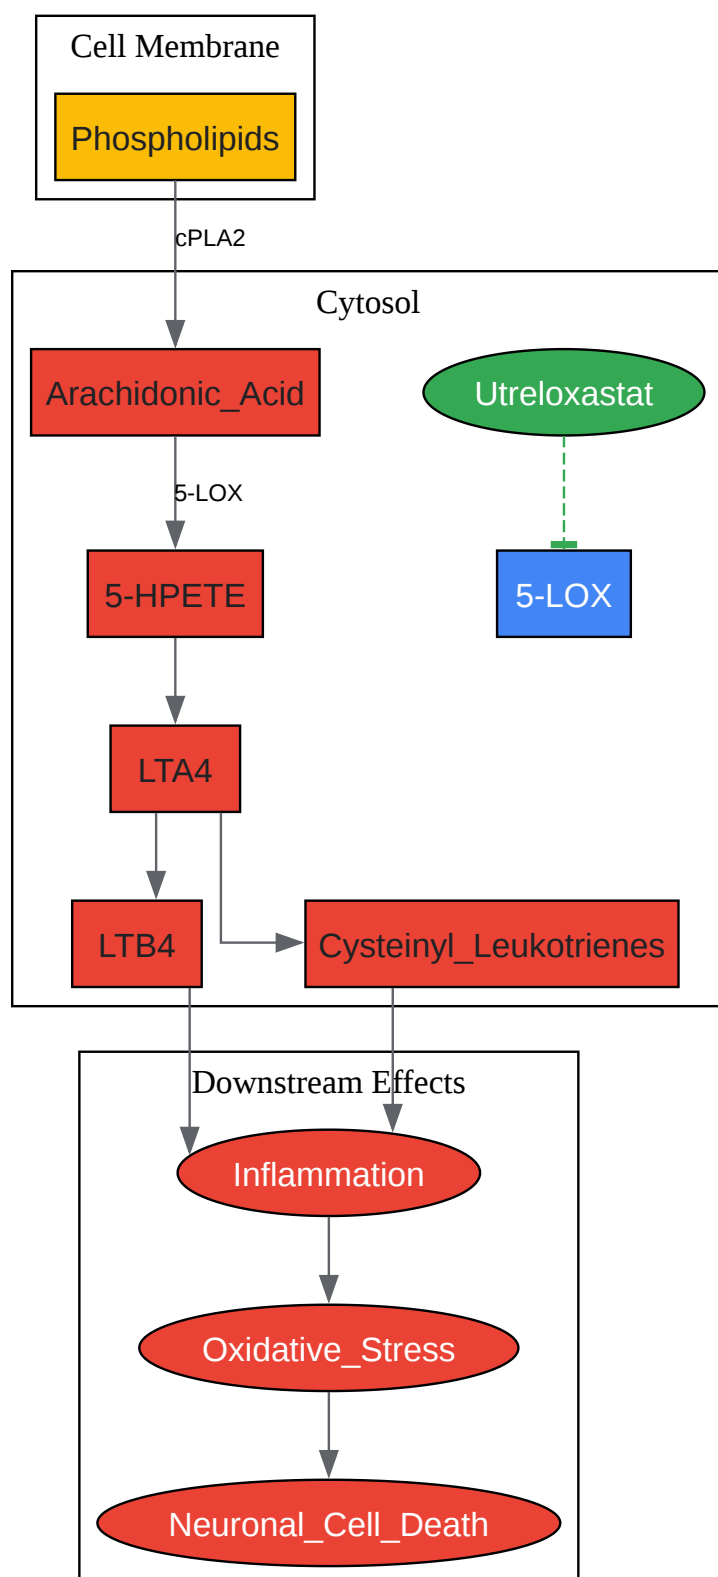 Cell Membrane
Phospholipids
cPLA2
Cytosol
Arachidonic_Acid
Utreloxastat
5-LOX
5-HPETE
5-LOX
LTA4
LTB4
Cysteinyl_Leukotrienes
Downstream Effects
Inflammation
Oxidative_Stress
Neuronal_Cell_Death